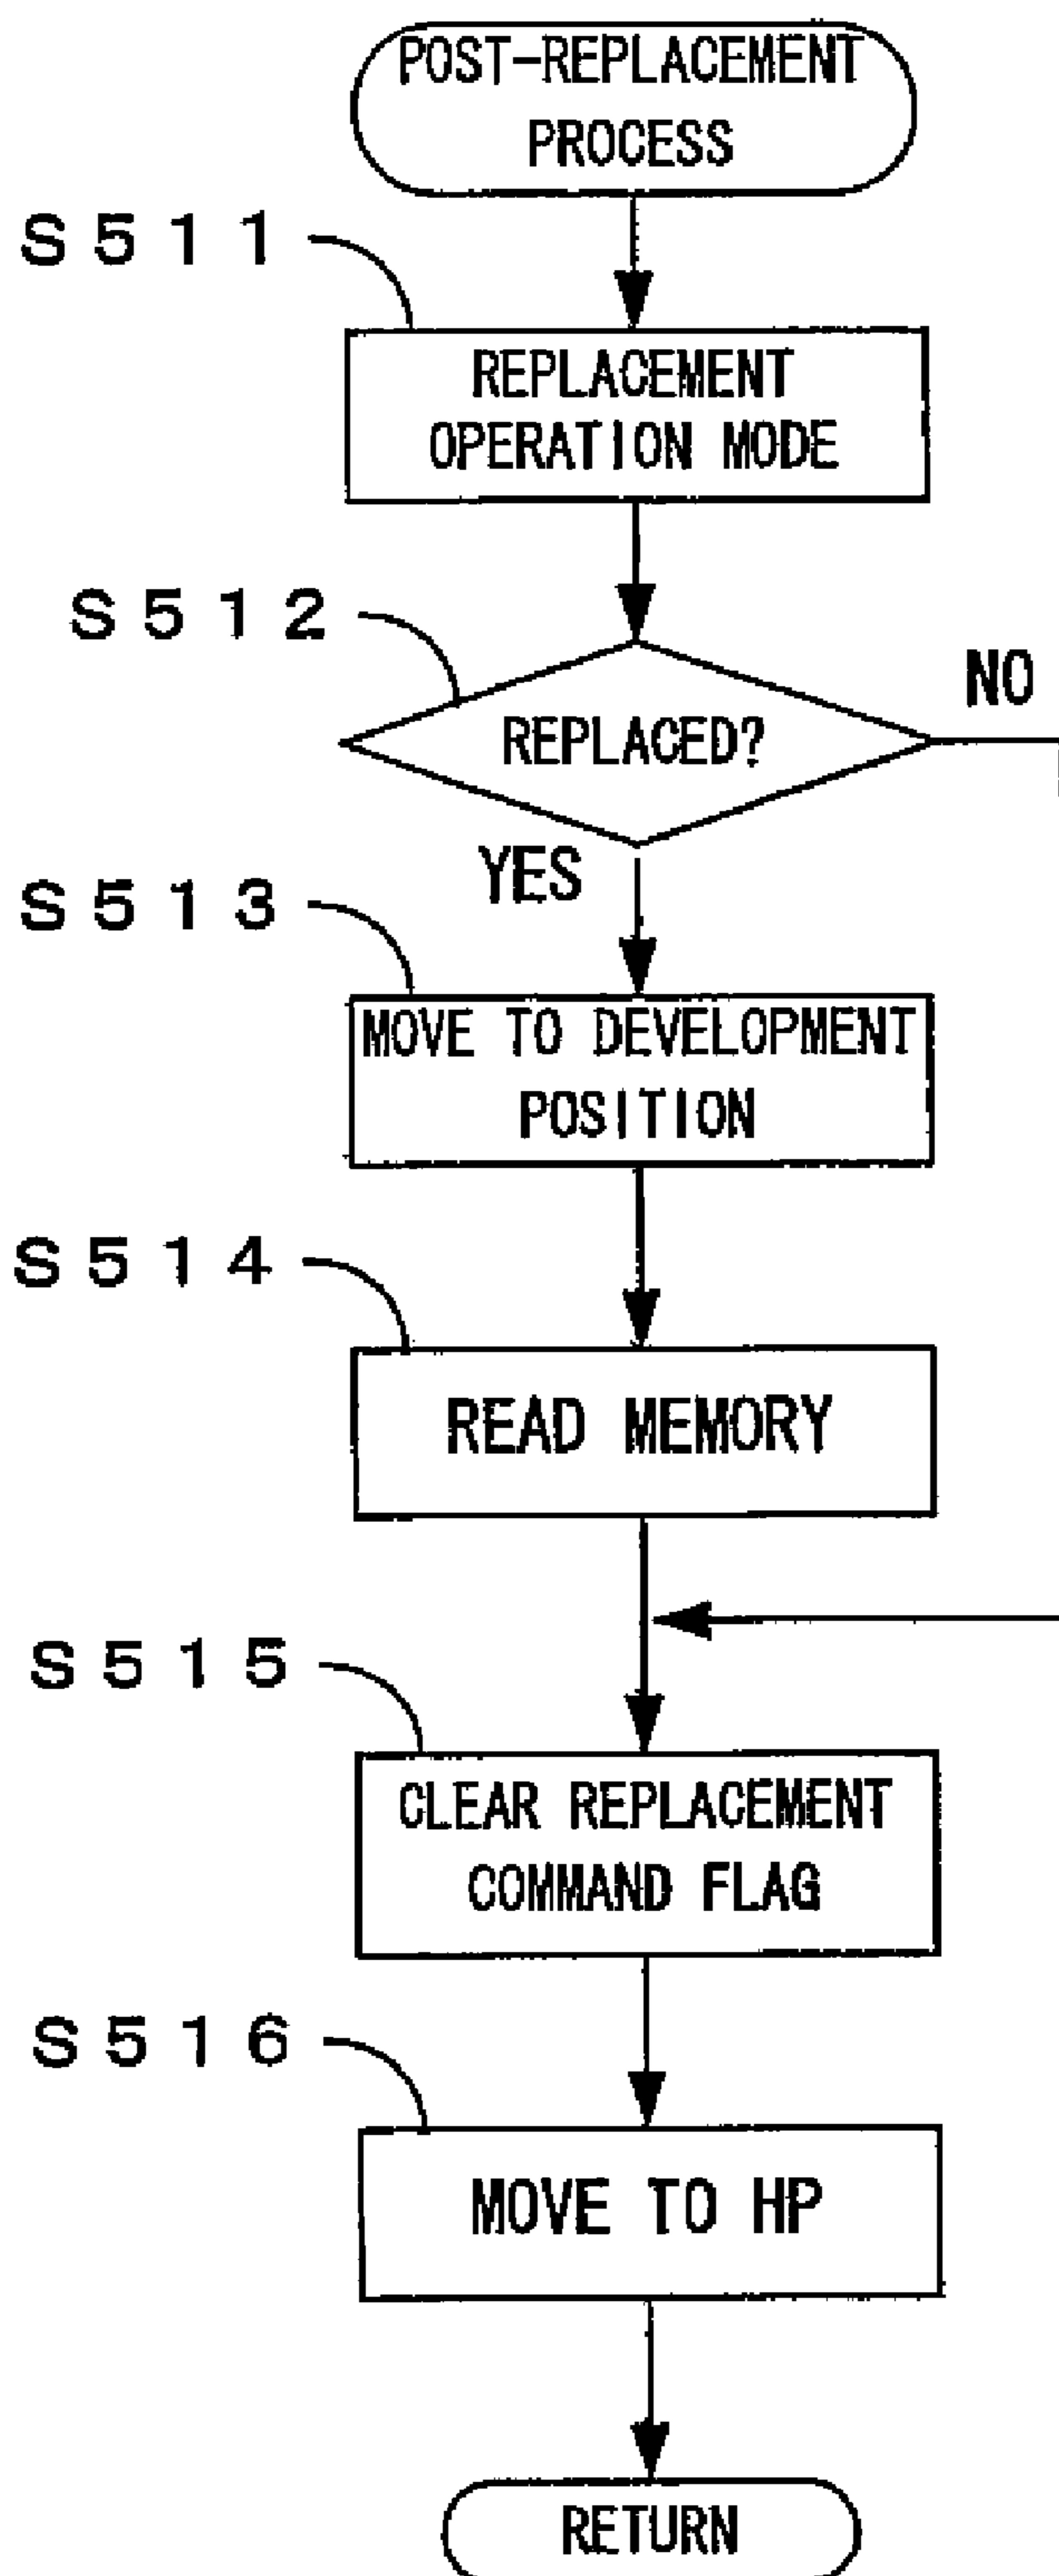 POST-REPLACEMENT
PROCESS
S511
REPLACEMENT
OPERATION MODE
S512
NO
REPLACED?
YES
S513
MOVE TO DEVELOPMENT
POSITION
S514
READ MEMORY
S515
CLEAR REPLACEMENT
COMMAND FLAG
S516
MOVE TO HP
RETURN